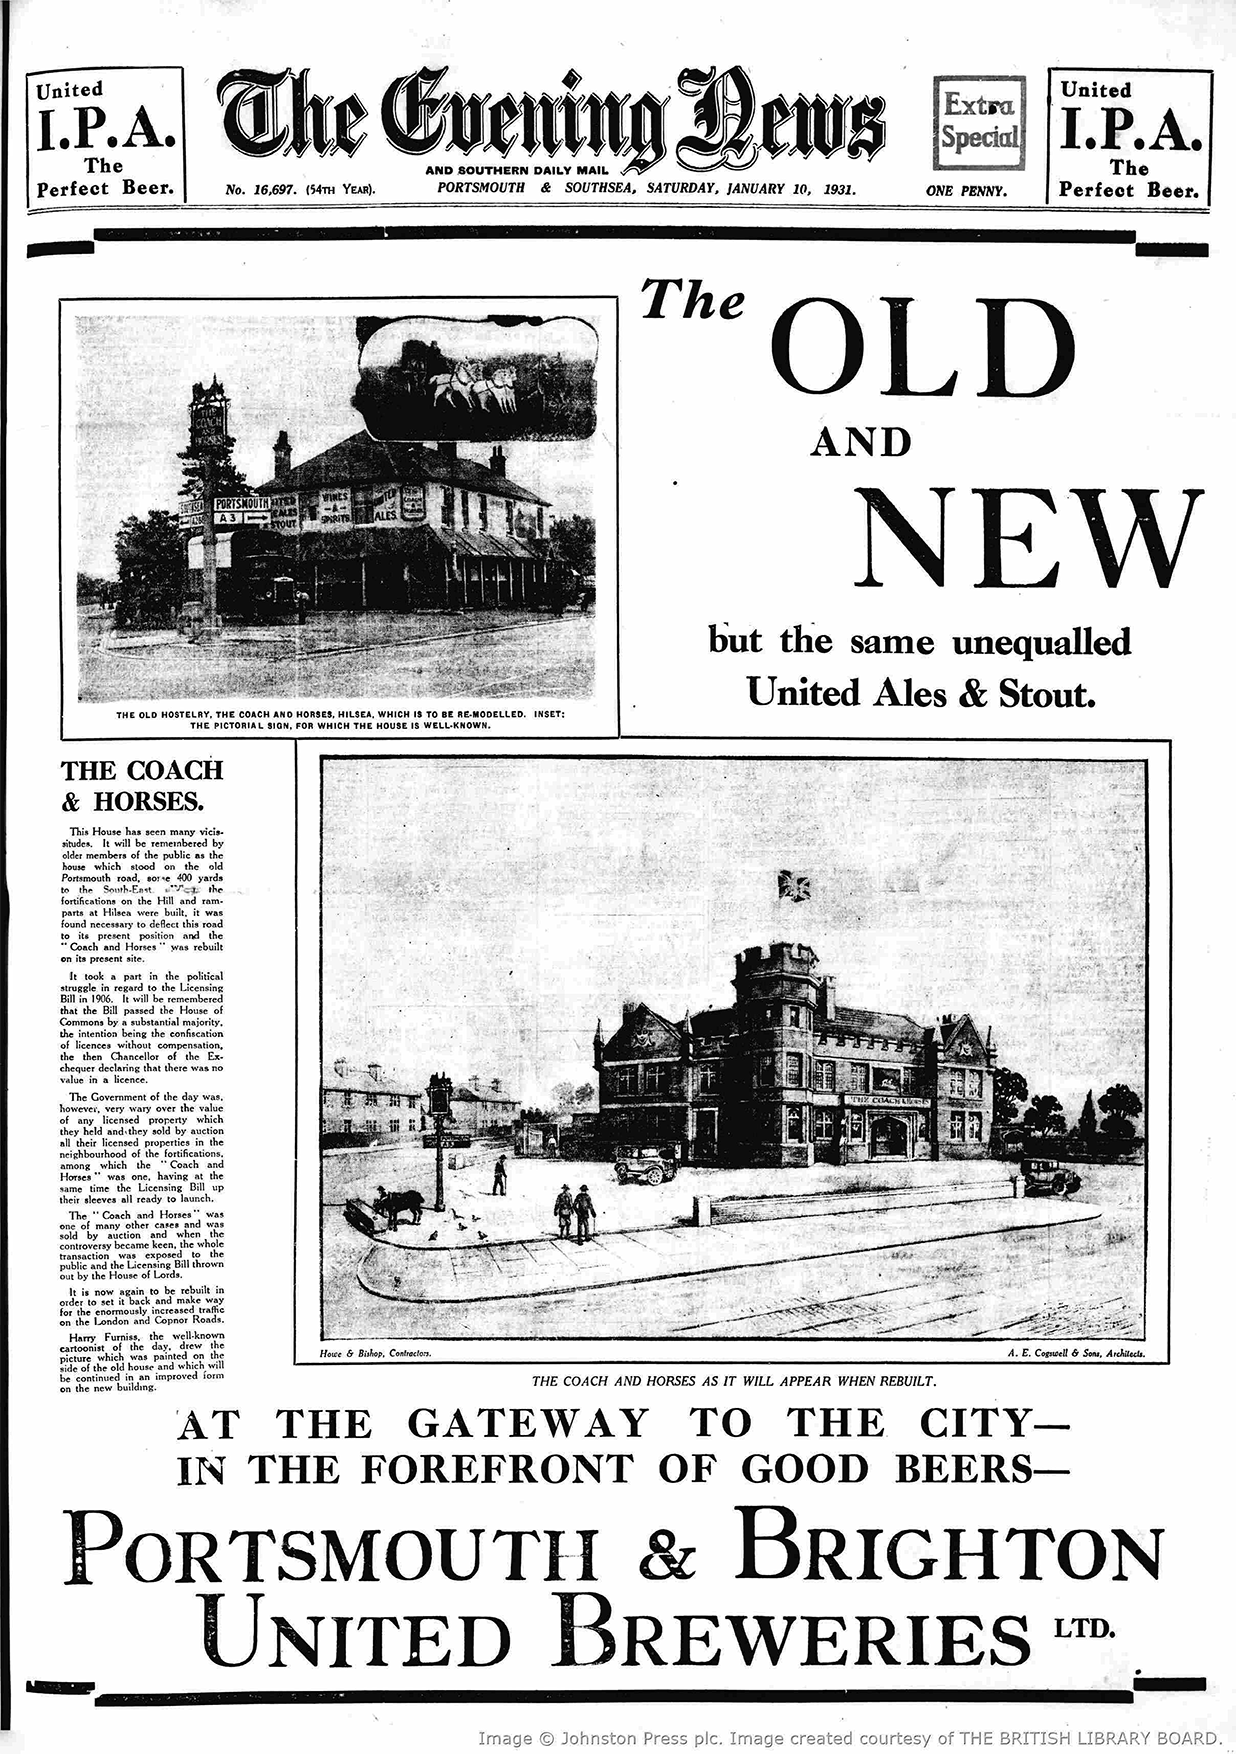 United
I.P.A.
The
Perfect Beer.
The Evening News
AND SOUTHERN DAILY MAIL
No. 16,697. (54TH YEAR).
PORTSMOUTH & SOUTHSEA, SATURDAY, JANUARY 10, 1931.
ONE PENNY.
Extra
Special
United
I.P.A.
The
Perfect Beer.
The OLD
AND
NEW
but the same unequalled
United Ales & Stout.
THE
COACH
AND
HORSES
PORTSMOUTH
A 3
WINES
&
SPIRITS
ALES
STOUT
THE OLD HOSTELRY, THE COACH AND HORSES, HILSEA, WHICH IS TO BE RE-MODELLED. INSET:
THE PICTORIAL SIGN, FOR WHICH THE HOUSE IS WELL-KNOWN.
THE COACH
& HORSES.
This House has seen many vicis-
situdes. It will be remembered by
older members of the public as the
house which stood on the old
Portsmouth road, some 400 yards
to the South-East. the
fortifications on the Hill and ram-
parts at Hilsea were built, it was
found necessary to deflect this road
to its present position and the
"Coach and Horses" was rebuilt
on its present site.
It took a part in the political
struggle in regard to the Licensing
Bill in 1906. It will be remembered
that the Bill passed the House of
Commons by a substantial majority,
the intention being the confiscation
of licences without compensation,
the then Chancellor of the Ex-
chequer declaring that there was no
value in a licence.
The Government of the day was,
however, very wary over the value
of any licensed property which
they held and they sold by auction
all their licensed properties in the
neighbourhood of the fortifications,
among which the "Coach and
Horses" was one, having at the
same time the Licensing Bill up
their sleeves all ready to launch.
The "Coach and Horses" was
one of many other cases and was
sold by auction and when the
controversy became keen, the whole
transaction was exposed to the
public and the Licensing Bill thrown
out by the House of Lords.
It is now again to be rebuilt in
order to set it back and make way
for the enormously increased traffic
on the London and Copnor Roads.
Harry Furniss, the well-known
cartoonist of the day, drew the
picture which was painted on the
side of the old house and which will
be continued in an improved form
on the new building.
THE COACH & HORSES
Howe & Bishop, Contractors.
A. E. Cogswell & Sons, Architects.
THE COACH AND HORSES AS IT WILL APPEAR WHEN REBUILT.
AT THE GATEWAY TO THE CITY—
IN THE FOREFRONT OF GOOD BEERS—
PORTSMOUTH & BRIGHTON
UNITED BREWERIES LTD.
Image © Johnston Press plc. Image created courtesy of THE BRITISH LIBRARY BOARD.